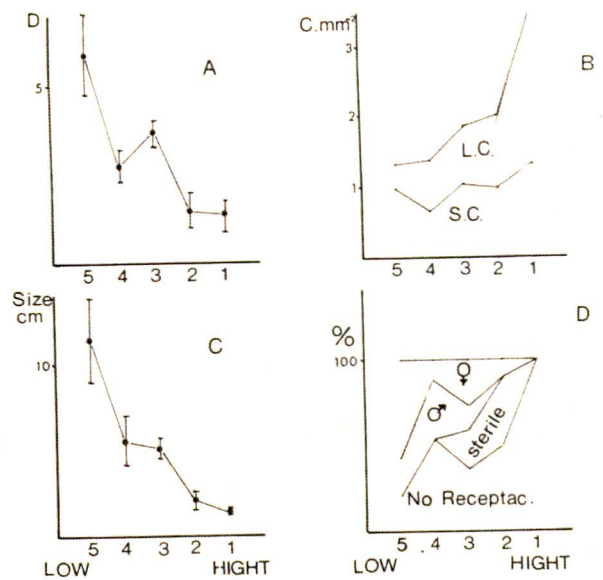 D
A
5
5 4 3 2 1
C.mm-2
B
3
2
1
L.C.
S.C.
5 4 3 2 1
Size
cm
C
10
5 4 3 2 1
LOW HIGHT
%
D
100
♀
♂
sterile
No Receptac.
5 4 3 2 1
LOW HIGHT